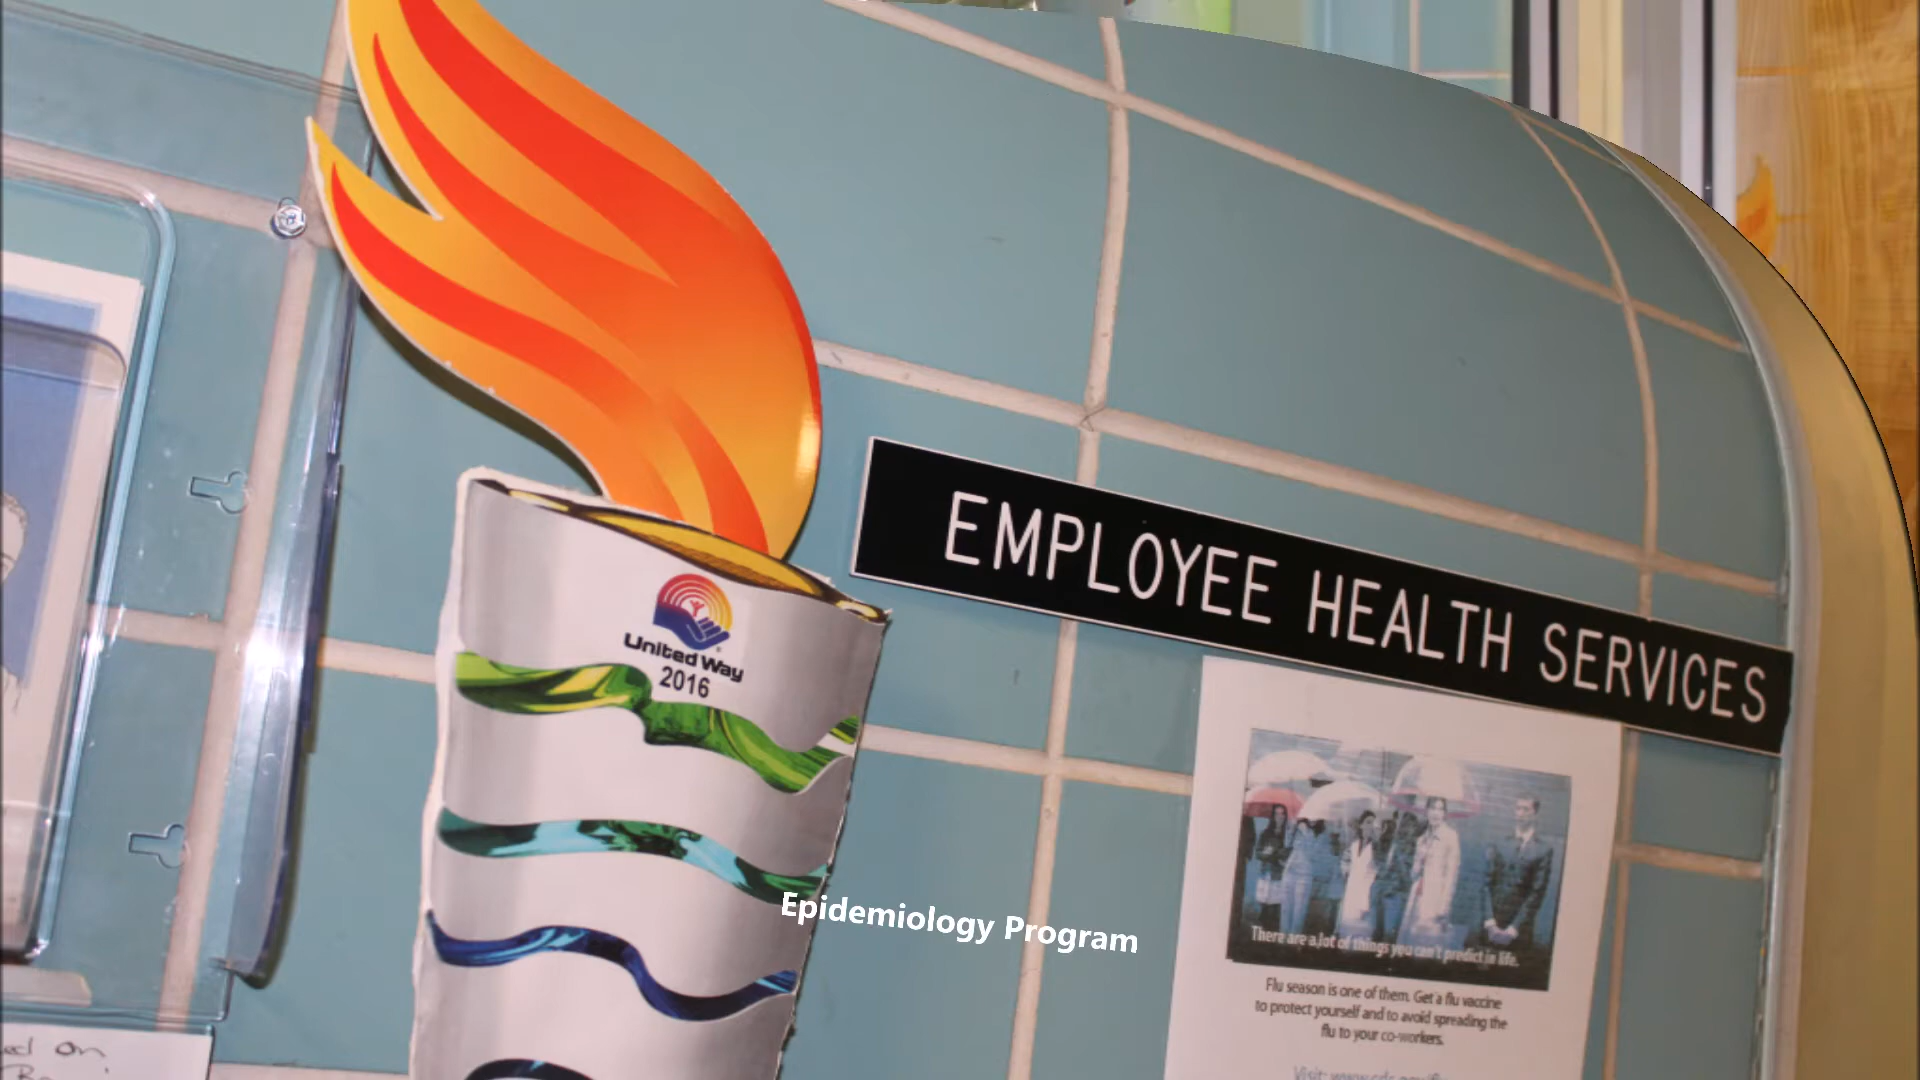 EMPLOYEE HEALTH SERVICES
United Way
2016
Epidemiology Program
There are a lot of things you can't predict in life.
Flu season is one of them. Get a flu vaccine
to protect yourself and to avoid spreading the
flu to your co-workers.
Visit:
on